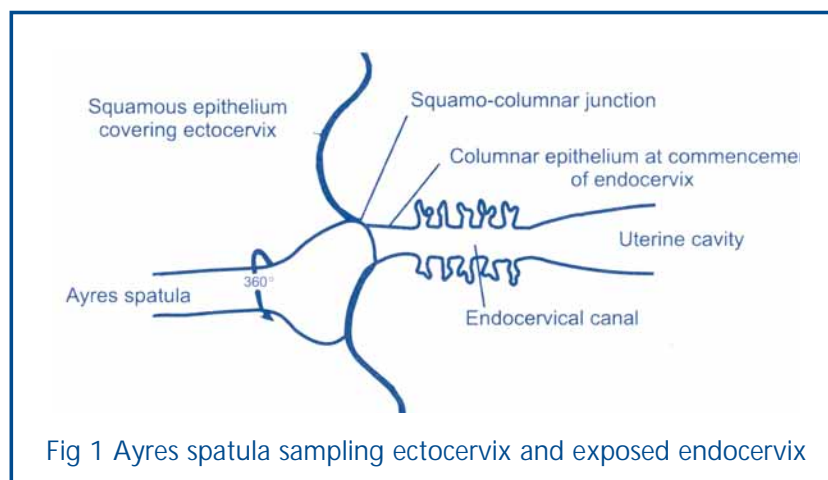 Squamous epithelium
covering ectocervix
Squamo-columnar junction
Columnar epithelium at commenceme
of endocervix
Uterine cavity
360°
Ayres spatula
Endocervical canal
Fig 1 Ayres spatula sampling ectocervix and exposed endocervix